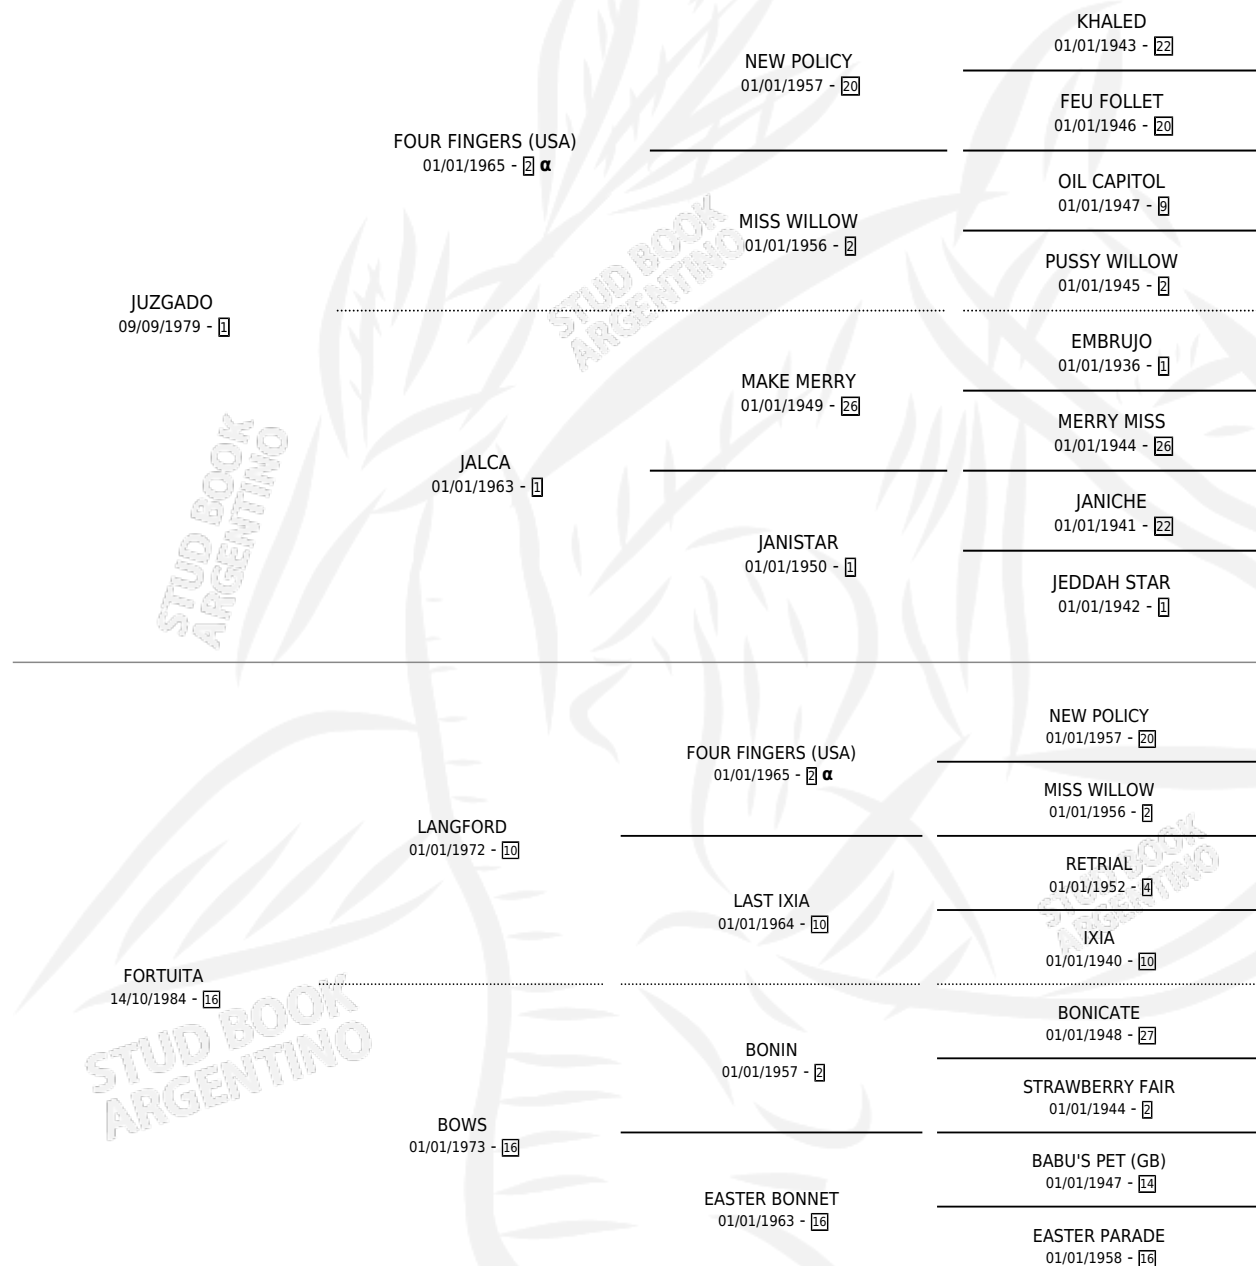 KHALED
01/01/1943 - 22
NEW POLICY
01/01/1957 - 20
FEU FOLLET
01/01/1946 - 20
FOUR FINGERS (USA)
01/01/1965 - 2 α
OIL CAPITOL
01/01/1947 - 9
MISS WILLOW
01/01/1956 - 2
PUSSY WILLOW
01/01/1945 - 2
STUD BOOK
ARGENTINO
JUZGADO
09/09/1979 - 1
EMBRUJO
01/01/1936 - 1
MAKE MERRY
01/01/1949 - 26
MERRY MISS
01/01/1944 - 26
JALCA
01/01/1963 - 1
JANICHE
01/01/1941 - 22
JANISTAR
01/01/1950 - 1
JEDDAH STAR
01/01/1942 - 1
STUD BOOK
ARGENTINO
NEW POLICY
01/01/1957 - 20
FOUR FINGERS (USA)
01/01/1965 - 2 α
MISS WILLOW
01/01/1956 - 2
LANGFORD
01/01/1972 - 10
RETRIAL
01/01/1952 - 4
LAST IXIA
01/01/1964 - 10
IXIA
01/01/1940 - 10
STUD BOOK
ARGENTINO
FORTUITA
14/10/1984 - 16
BONICATE
01/01/1948 - 27
BONIN
01/01/1957 - 2
STRAWBERRY FAIR
01/01/1944 - 2
STUD BOOK
ARGENTINO
BOWS
01/01/1973 - 16
BABU'S PET (GB)
01/01/1947 - 14
EASTER BONNET
01/01/1963 - 16
EASTER PARADE
01/01/1958 - 16